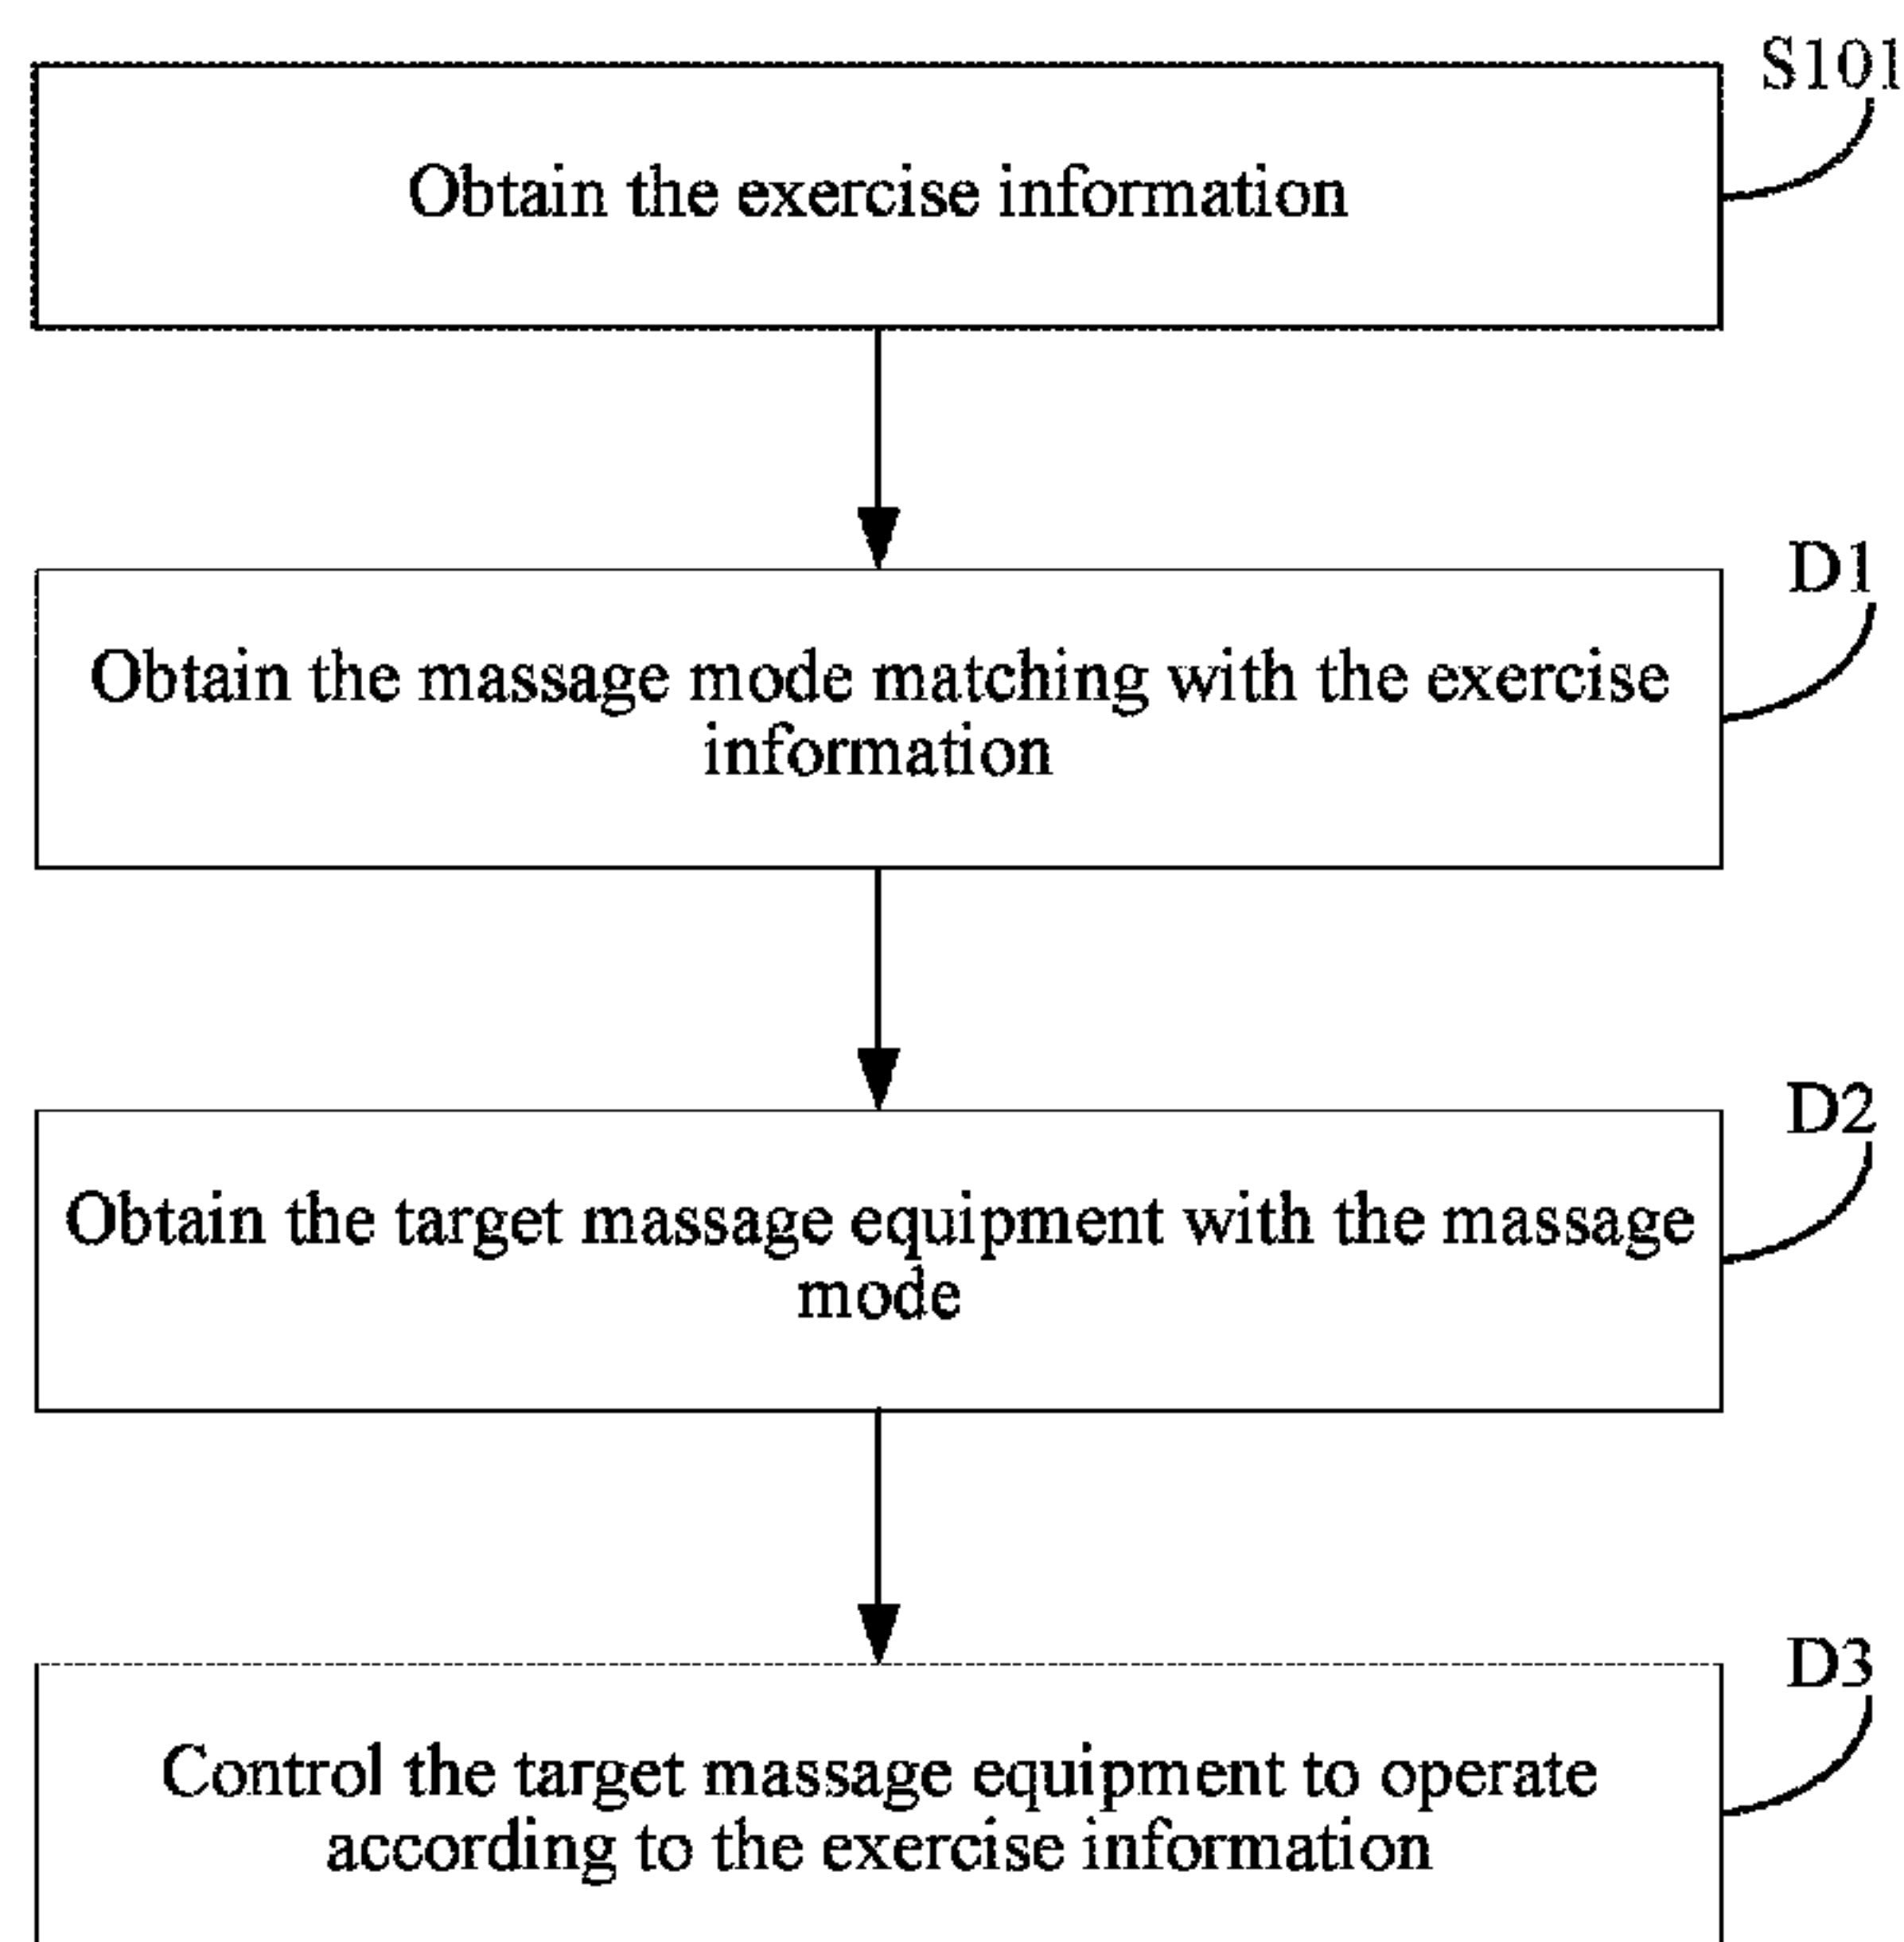 S101
Obtain the exercise information
D1
Obtain the massage mode matching with the exercise
information
D2
Obtain the target massage equipment with the massage
mode
D3
Control the target massage equipment to operate
according to the exercise information